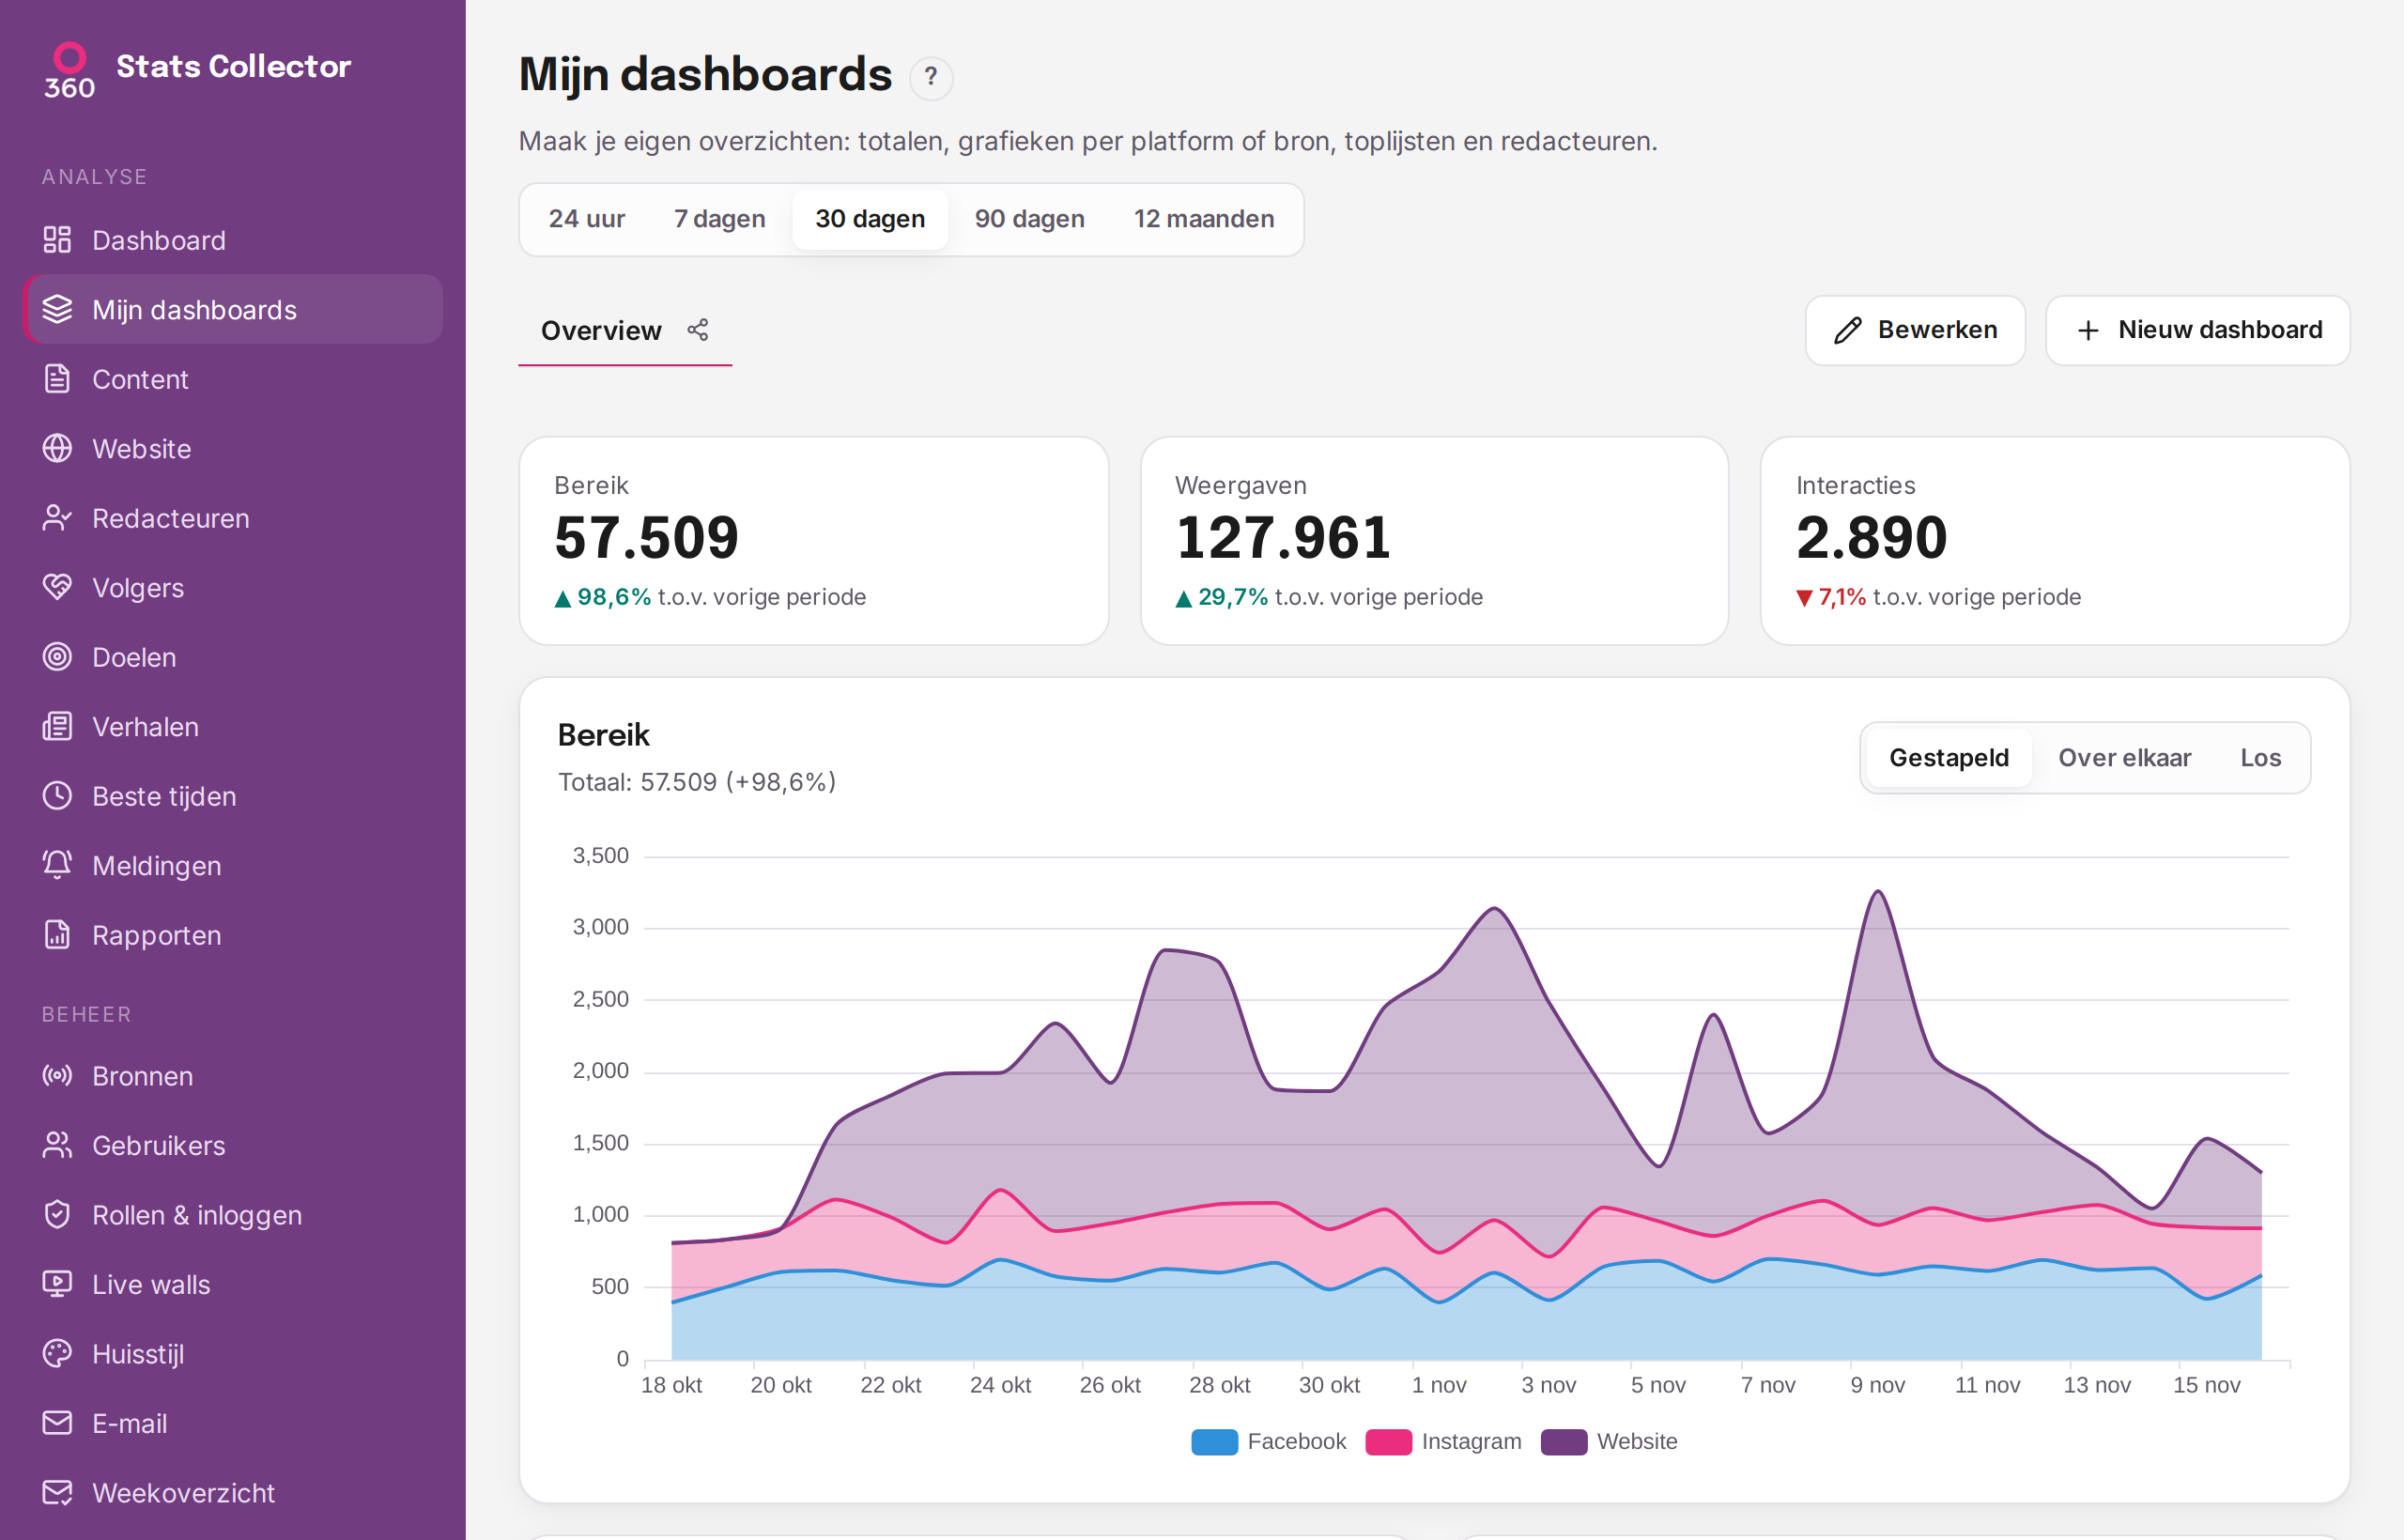 360
Stats Collector
ANALYSE
Dashboard
Mijn dashboards
Content
Website
Redacteuren
Volgers
Doelen
Verhalen
Beste tijden
Meldingen
Rapporten
BEHEER
Bronnen
Gebruikers
Rollen & inloggen
Live walls
Huisstijl
E-mail
Weekoverzicht
Mijn dashboards ?
Maak je eigen overzichten: totalen, grafieken per platform of bron, toplijsten en redacteuren.
24 uur 7 dagen 30 dagen 90 dagen 12 maanden
Overview
Bewerken
Nieuw dashboard
Bereik
57.509
▲ 98,6% t.o.v. vorige periode
Weergaven
127.961
▲ 29,7% t.o.v. vorige periode
Interacties
2.890
▼ 7,1% t.o.v. vorige periode
Bereik
Totaal: 57.509 (+98,6%)
Gestapeld Over elkaar Los
3,500
3,000
2,500
2,000
1,500
1,000
500
0
18 okt 20 okt 22 okt 24 okt 26 okt 28 okt 30 okt 1 nov 3 nov 5 nov 7 nov 9 nov 11 nov 13 nov 15 nov
Facebook Instagram Website